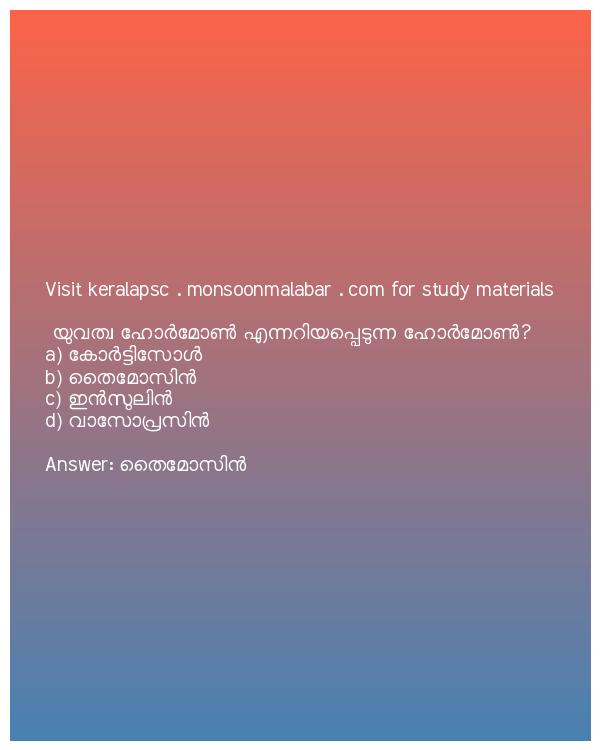 Visit keralapsc . monsoonmalabar . com for study materials
യുവത്വ ഹോർമോൺ എന്നറിയപ്പെടുന്ന ഹോർമോൺ?
a) കോർട്ടിസോൾ
b) തൈമോസിൻ
c) ഇൻസുലിൻ
d) വാസോപ്രസിൻ
Answer: തൈമോസിൻ